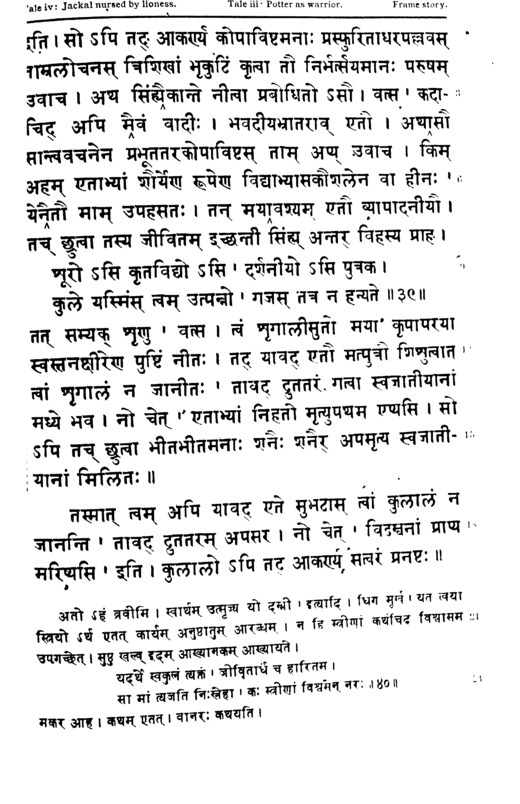 ale iv: Jackal nursed by lioness. Tale iii: Potter as warrior. Frame story.
इति । सो ऽपि तद् आकर्ण्य कोपाविष्टमनाः प्रस्फुरिताधरपल्लवस्
ताम्रलोचनस् त्रिशिखां भृकुटिं कृत्वा तौ निर्भर्त्सयमानः परुषम्
उवाच । अथ सिंह्यैकान्ते नीत्वा प्रबोधितो ऽसौ । वत्स ' कदा-
चिद् अपि मैवं वादीः । भवदीयभ्रातराव् एतौ । अथासौ
सान्त्ववचनेन प्रभूततरकोपाविष्टस् ताम् अप्य् उवाच । किम्
अहम् एताभ्यां शौर्येण रूपेण विद्याभ्यासकौशलेन वा हीनः '
येनैतौ माम् उपहसतः । तन् मयावश्यम् एतौ व्यापादनीयौ ।
तच् छ्रुत्वा तस्य जीवितम् इच्छन्ती सिंह्य् अन्तर् विहस्य प्राह ।
शूरो ऽसि कृतविद्यो ऽसि ' दर्शनीयो ऽसि पुत्रक ।
कुले यस्मिंस् त्वम् उत्पन्नो ' गजस् तत्र न हन्यते ॥३९॥
तत् सम्यक् शृणु ' वत्स । त्वं शृगालीसुतो मया कृपापरया
स्वस्तनक्षीरेण पुष्टिं नीतः । तद् यावद् एतौ मत्पुत्रौ शिशुत्वात्
त्वां शृगालं न जानीतः ' तावद् द्रुततरं गत्वा स्वजातीयानां
मध्ये भव । नो चेत् ' एताभ्यां निहतो मृत्युपथम् एष्यसि । सो
ऽपि तच् छ्रुत्वा भीतभीतमनाः शनैः शनैर् अपसृत्य स्वजाती-
यानां मिलितः ॥
तस्मात् त्वम् अपि यावद् एते सुभटास् त्वां कुलालं न
जानन्ति ' तावद् द्रुततरम् अपसर । नो चेत् ' विडम्बनां प्राप्य
मरिष्यसि ' इति । कुलालो ऽपि तद् आकर्ण्य सत्वरं प्रनष्टः ॥
अतो ऽहं ब्रवीमि । स्वार्थम् उत्सृज्य यो दम्भी ' इत्यादि । धिग् मूर्ख ' यत् त्वया
स्त्रियो ऽर्थ एतत् कार्यम् अनुष्ठातुम् आरब्धम् । न हि स्त्रीणां कथंचिद् विश्वासम्
उपगच्छेत् । सुष्ठु खल्व् इदम् आख्यानकम् आख्यायते ।
यदर्थे स्वकुलं त्यक्तं ' जीवितार्धं च हारितम् ।
सा मां त्यजति निःस्नेहा ' कः स्त्रीणां विश्वसेन् नरः ॥४०॥
मकर आह । कथम् एतत् । वानरः कथयति ।